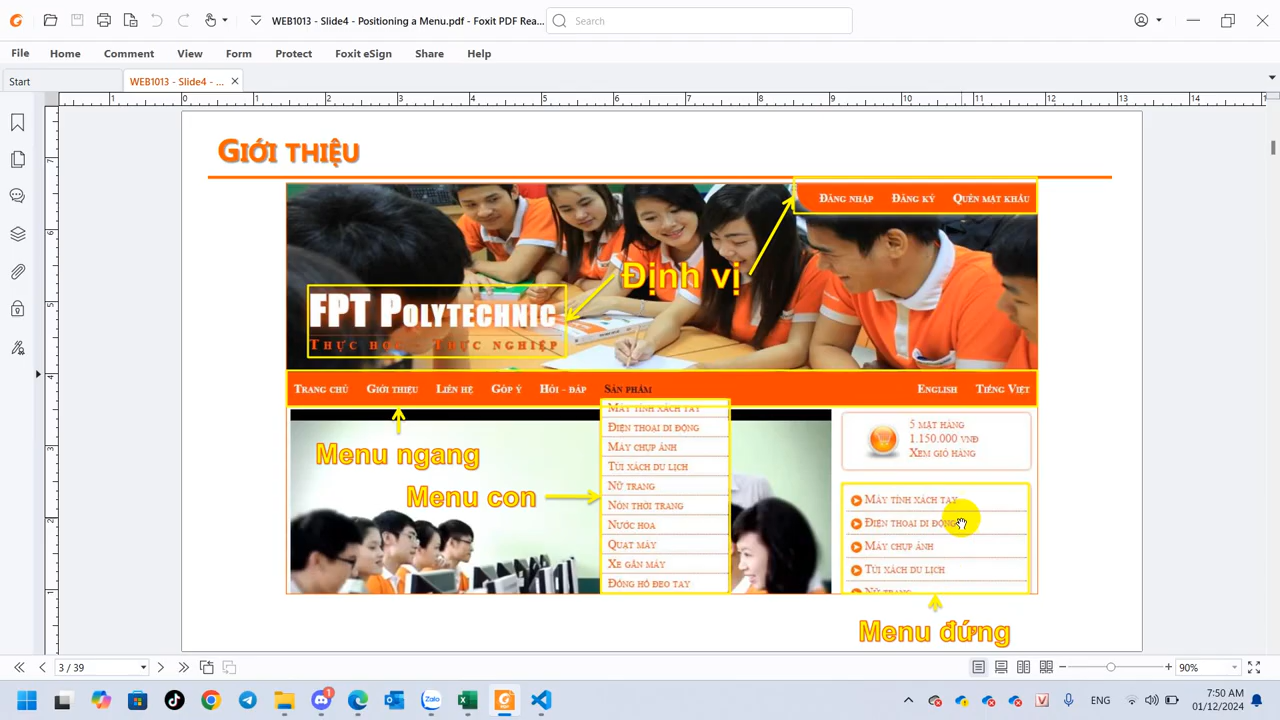 WEB1013 - Slide4 - Positioning a Menu.pdf - Foxit PDF Rea...
Search
File Home Comment View Form Protect Foxit eSign Share Help
Start
WEB1013 - Slide4 - ...
GIỚI THIỆU
ĐĂNG NHẬP ĐĂNG KÝ QUÊN MẬT KHẨU
Định vị
FPT POLYTECHNIC
THỰC HỌC - THỰC NGHIỆP
TRANG CHỦ GIỚI THIỆU LIÊN HỆ GÓP Ý HỎI - ĐÁP SẢN PHẨM ENGLISH TIẾNG VIỆT
MÁY TÍNH XÁCH TAY
ĐIỆN THOẠI DI ĐỘNG
MÁY CHỤP ẢNH
TÚI XÁCH DU LỊCH
NỮ TRANG
NÓN THỜI TRANG
NƯỚC HOA
QUẠT MÁY
XE GẮN MÁY
ĐỒNG HỒ ĐEO TAY
Menu ngang
Menu con
5 MẶT HÀNG
1.150.000 VNĐ
XEM GIỎ HÀNG
MÁY TÍNH XÁCH TAY
ĐIỆN THOẠI DI ĐỘNG
MÁY CHỤP ẢNH
TÚI XÁCH DU LỊCH
NỮ TRANG
Menu đứng
3 / 39
90%
Zalo
ENG
7:50 AM
01/12/2024